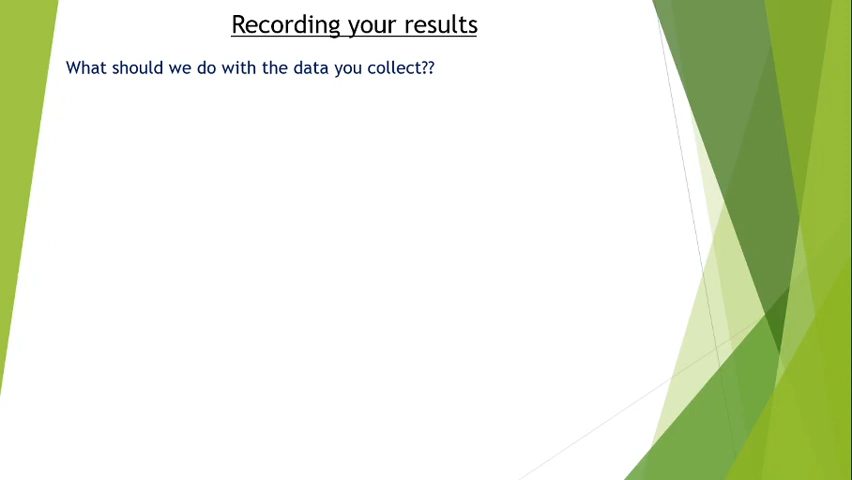 Recording your results
What should we do with the data you collect??